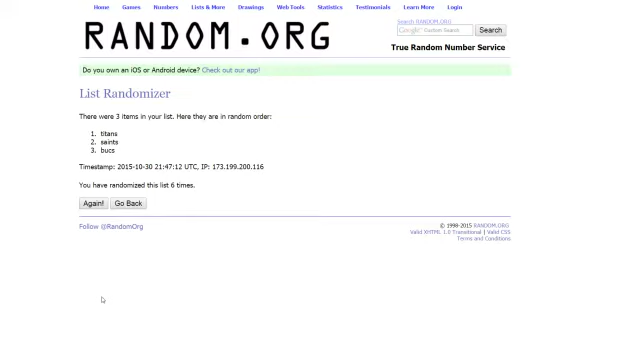 Home Games Numbers Lists & More Drawings Web Tools Statistics Testimonials Learn More Login
Search RANDOM.ORG
RANDOM.ORG
Google™ Custom Search Search
True Random Number Service
Do you own an iOS or Android device? Check out our app!
List Randomizer
There were 3 items in your list. Here they are in random order:
1. titans
2. saints
3. bucs
Timestamp: 2015-10-30 21:47:12 UTC, IP: 173.199.200.116
You have randomized this list 6 times.
Again! Go Back
Follow @RandomOrg
© 1998-2015 RANDOM.ORG
Valid XHTML 1.0 Transitional | Valid CSS
Terms and Conditions